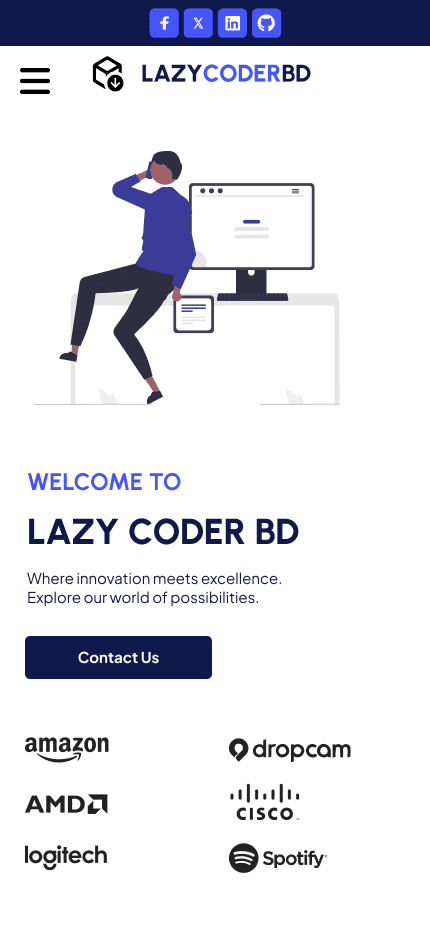 LAZYCODERBD
WELCOME TO
LAZY CODER BD
Where innovation meets excellence.
Explore our world of possibilities.
Contact Us
amazon
dropcam
AMD
CISCO
logitech
Spotify